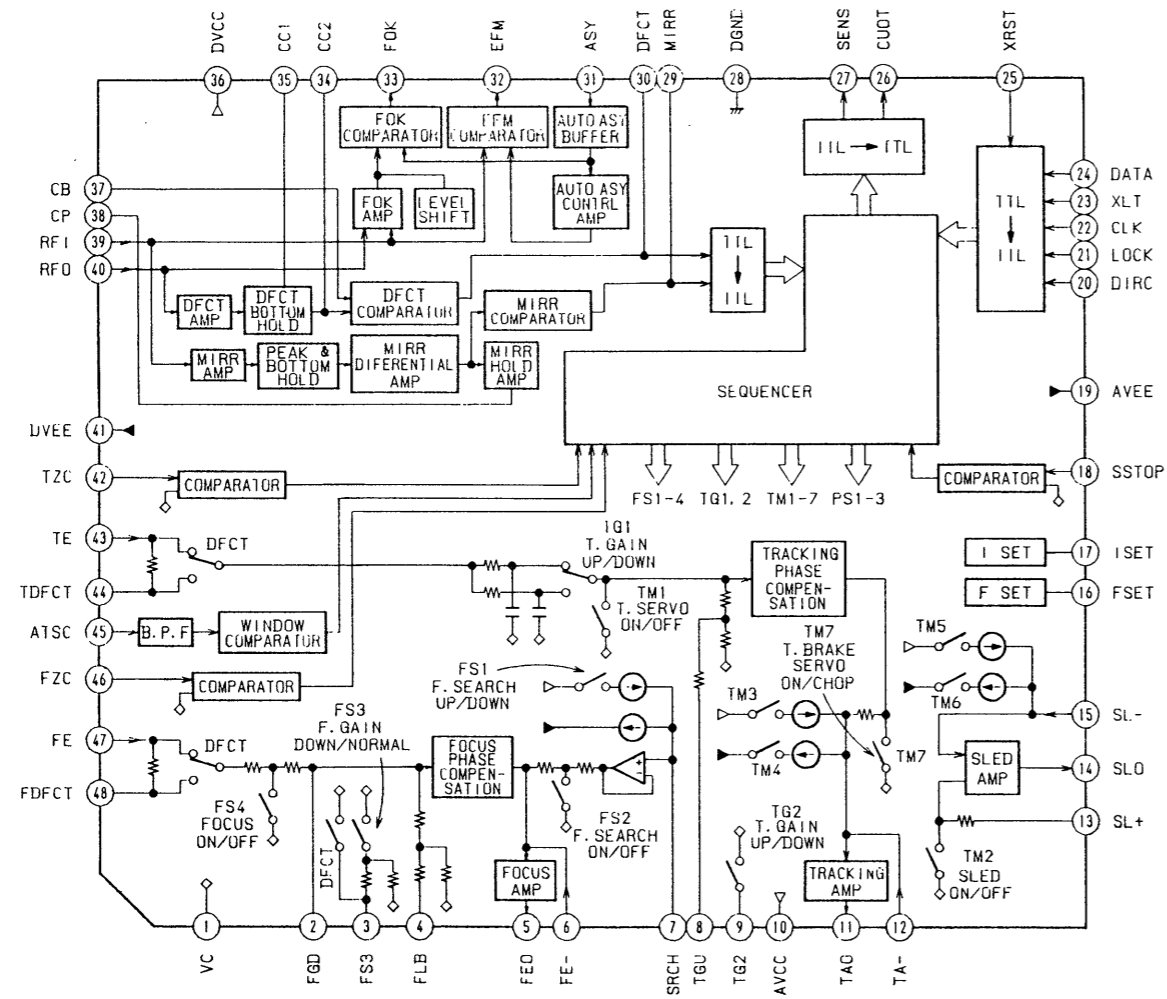 DVCC
CC1
CC2
FOK
EFM
ASY
DFCT
MIRR
DGND
SENS
CUOT
XRST
36
35
34
33
32
31
30
29
28
27
26
25
FOK
COMPARATOR
EFM
COMPARATOR
AUTO ASY
BUFFER
IIL → TTL
CB 37
CP 38
RFI 39
RFO 40
FOK
AMP
LEVEL
SHIFT
AUTO ASY
CONTRL
AMP
TTL
IIL
TTL
IIL
24 DATA
23 XLT
22 CLK
21 LOCK
20 DIRC
DFCT
AMP
DFCT
BOTTOM
HOLD
DFCT
COMPARATOR
MIRR
COMPARATOR
MIRR
AMP
PEAK &
BOTTOM
HOLD
MIRR
DIFERENTIAL
AMP
MIRR
HOLD
AMP
SEQUENCER
19 AVEE
DVEE 41
TZC 42
COMPARATOR
FS1-4
TG1, 2
TM1-7
PS1-3
COMPARATOR
18 SSTOP
TE 43
DFCT
TDFCT 44
TG1
T. GAIN
UP/DOWN
TM1
T. SERVO
ON/OFF
TRACKING
PHASE
COMPEN-
SATION
I SET
17 ISET
F SET
16 FSET
ATSC 45
B.P.F
WINDOW
COMPARATOR
FZC 46
COMPARATOR
FS1
F. SEARCH
UP/DOWN
TM7
T. BRAKE
SERVO
ON/CHOP
TM5
TM6
TM3
TM4
TM7
15 SL-
FE 47
DFCT
FDFCT 48
FS3
F. GAIN
DOWN/NORMAL
FOCUS
PHASE
COMPEN-
SATION
SLED
AMP
14 SLO
FS4
FOCUS
ON/OFF
DFCT
FS2
F. SEARCH
ON/OFF
TG2
T. GAIN
UP/DOWN
13 SL+
TM2
SLED
ON/OFF
FOCUS
AMP
TRACKING
AMP
1
2
3
4
5
6
7
8
9
10
11
12
VC
FGD
FS3
FLB
FEO
FE-
SRCH
TGU
TG2
AVCC
TAO
TA-